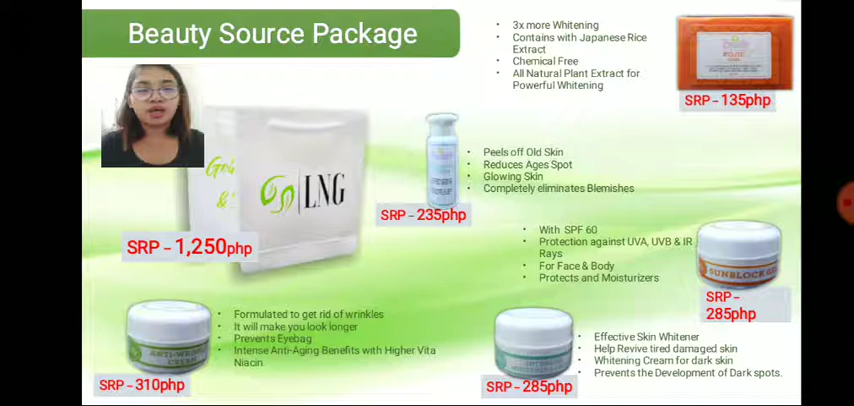 Beauty Source Package
3x more Whitening
Contains with Japanese Rice
Extract
Chemical Free
All Natural Plant Extract for
Powerful Whitening
SRP – 135php
LNG
SRP – 1,250php
Peels off Old Skin
Reduces Ages Spot
Glowing Skin
Completely eliminates Blemishes
SRP – 235php
With SPF 60
Protection against UVA, UVB & IR
Rays
For Face & Body
Protects and Moisturizers
SUNBLOCK GEL
SRP –
285php
Formulated to get rid of wrinkles
It will make you look longer
Prevents Eyebag
Intense Anti-Aging Benefits with Higher Vita
Niacin
ANTI-WRINKLE
CREAM
SRP – 310php
Effective Skin Whitener
Help Revive tired damaged skin
Whitening Cream for dark skin
Prevents the Development of Dark spots.
SRP – 285php